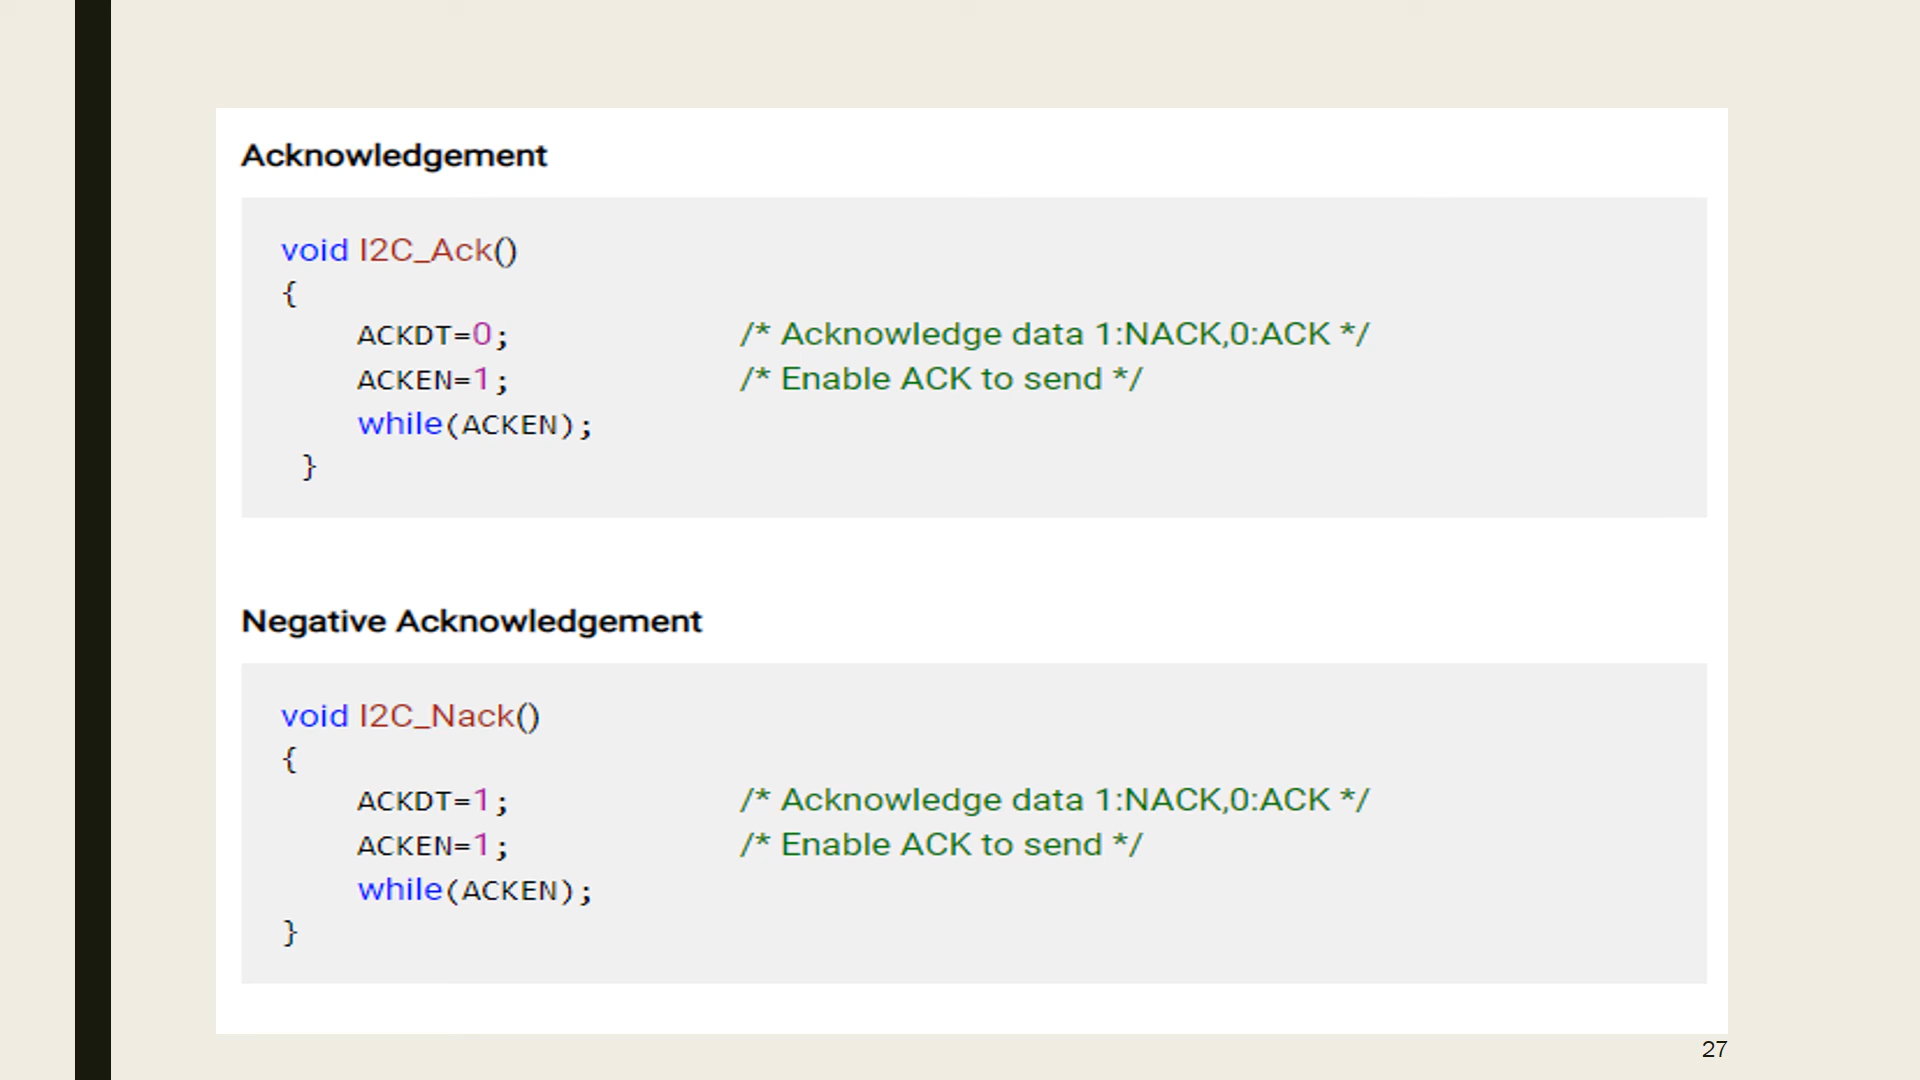 Acknowledgement
void I2C_Ack()
{
ACKDT=0; /* Acknowledge data 1:NACK,0:ACK */
ACKEN=1; /* Enable ACK to send */
while(ACKEN);
}
Negative Acknowledgement
void I2C_Nack()
{
ACKDT=1; /* Acknowledge data 1:NACK,0:ACK */
ACKEN=1; /* Enable ACK to send */
while(ACKEN);
}
27